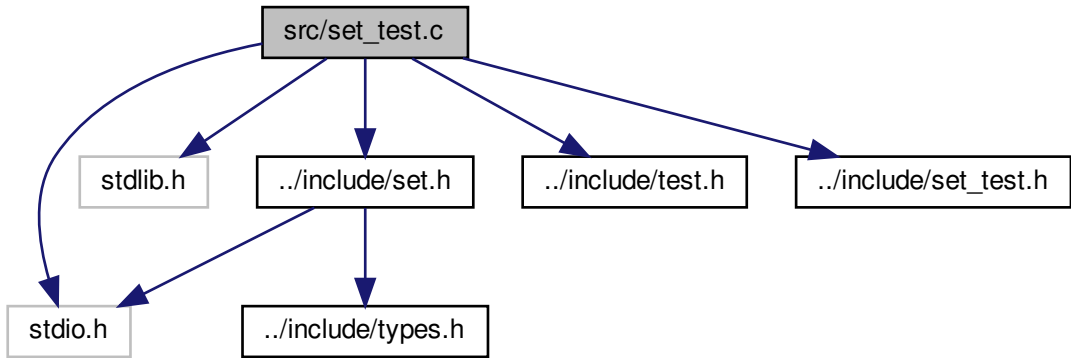 src/set_test.c
stdlib.h
../include/set.h
../include/test.h
../include/set_test.h
stdio.h
../include/types.h